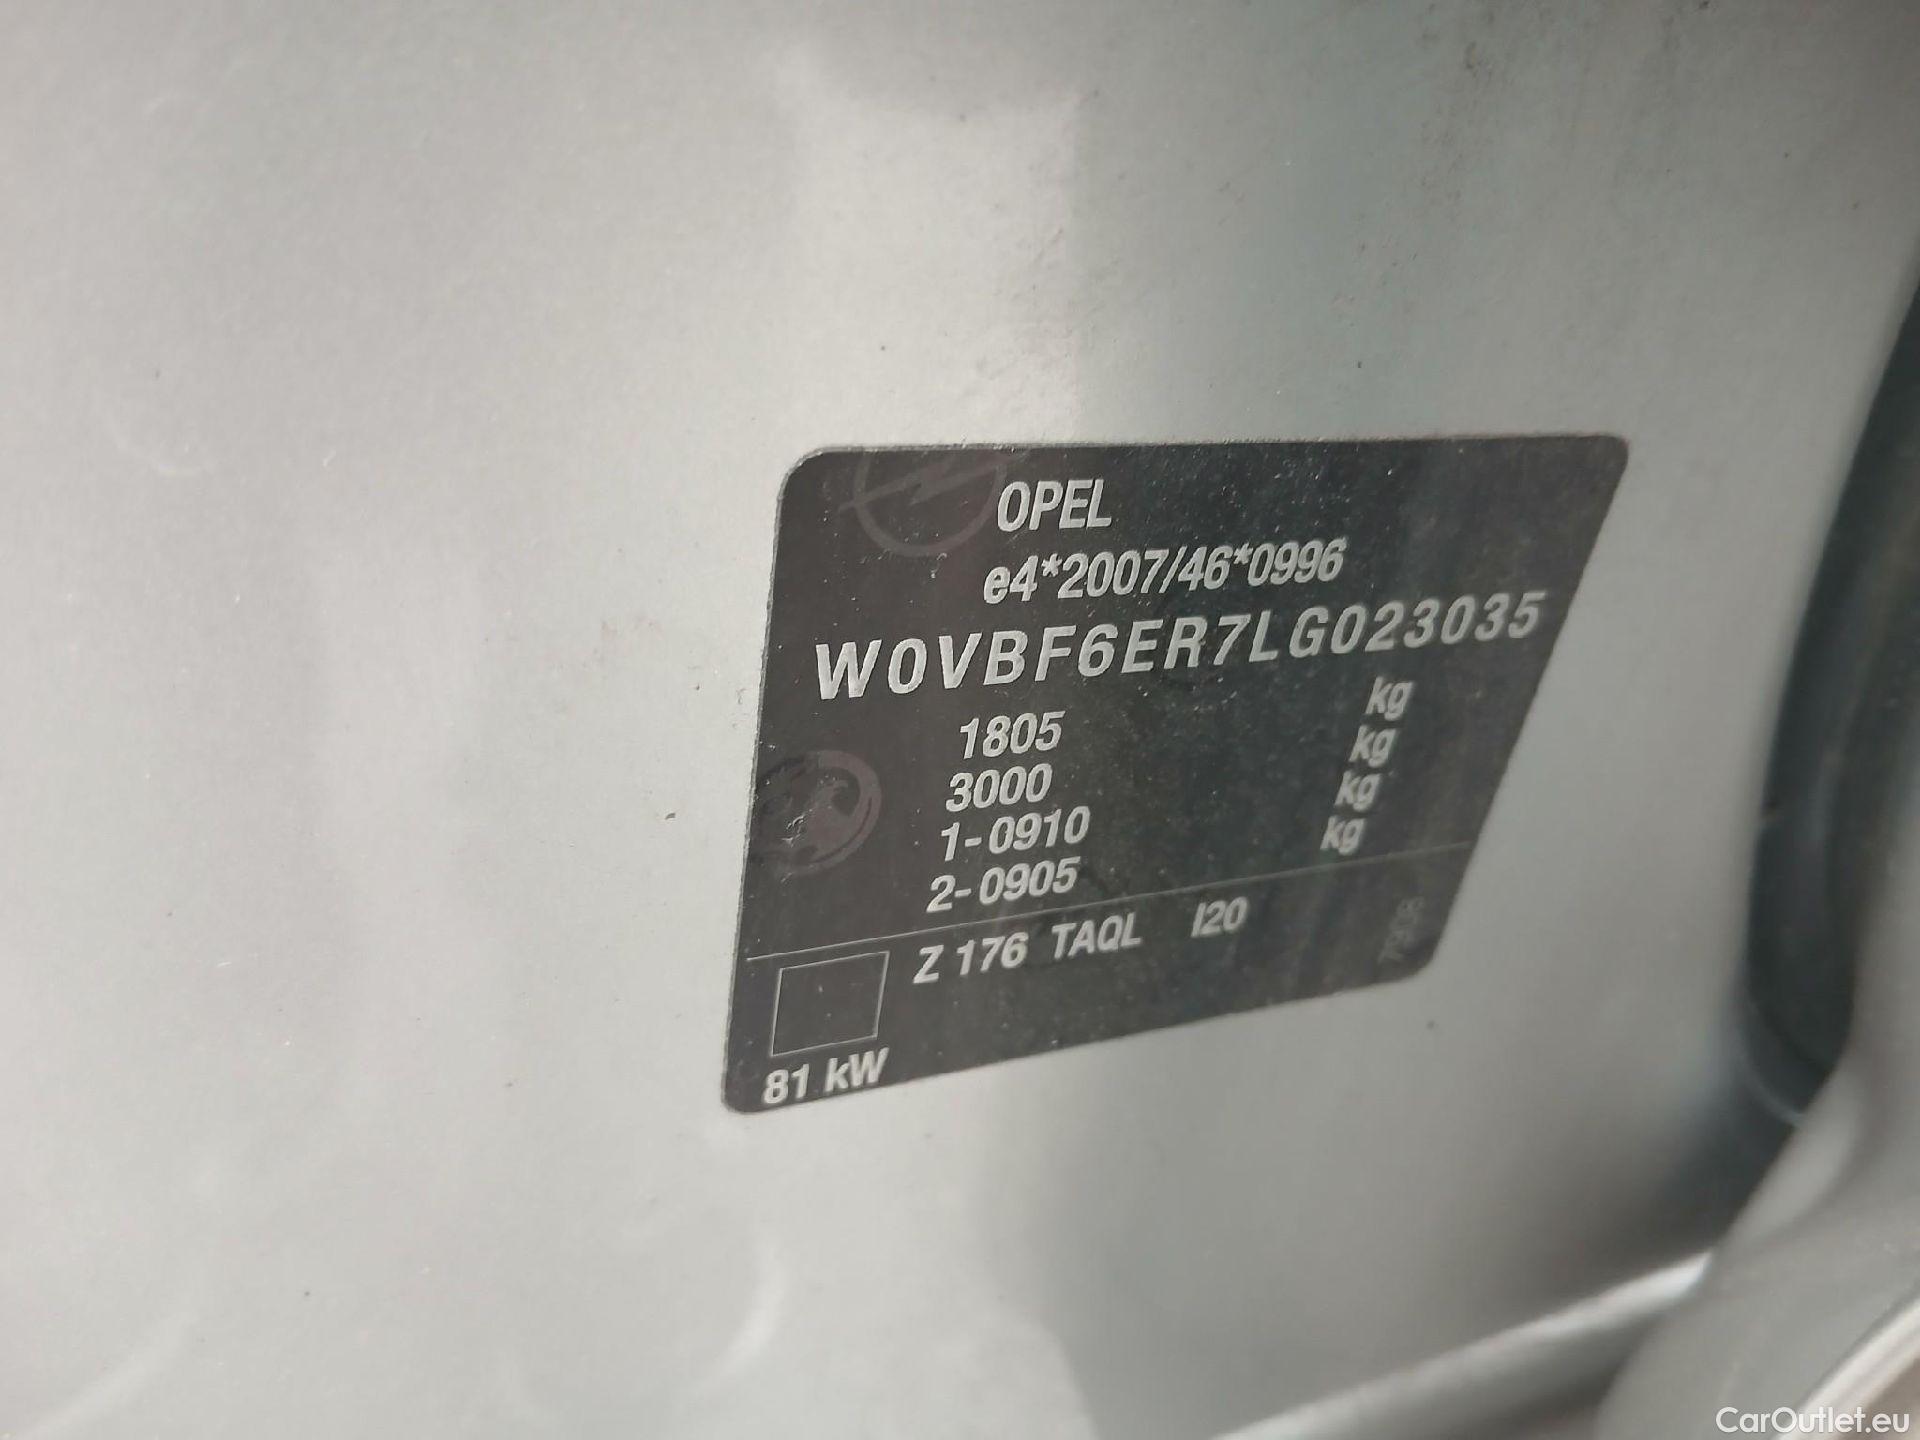 OPEL
e4*2007/46*0996
W0VBF6ER7LG023035
1805 kg
3000 kg
1-0910 kg
2-0905 kg
Z 176 TAQL I20
7908
81 kW
CarOutlet.eu